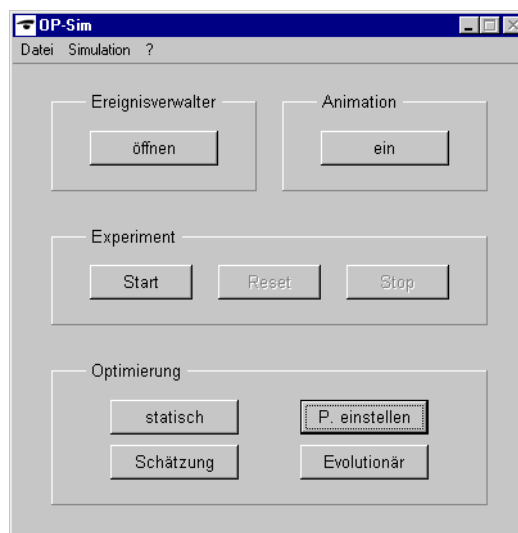 OP-Sim
Datei Simulation ?
Ereignisverwalter Animation
öffnen ein
Experiment
Start Reset Stop
Optimierung
statisch P. einstellen
Schätzung Evolutionär